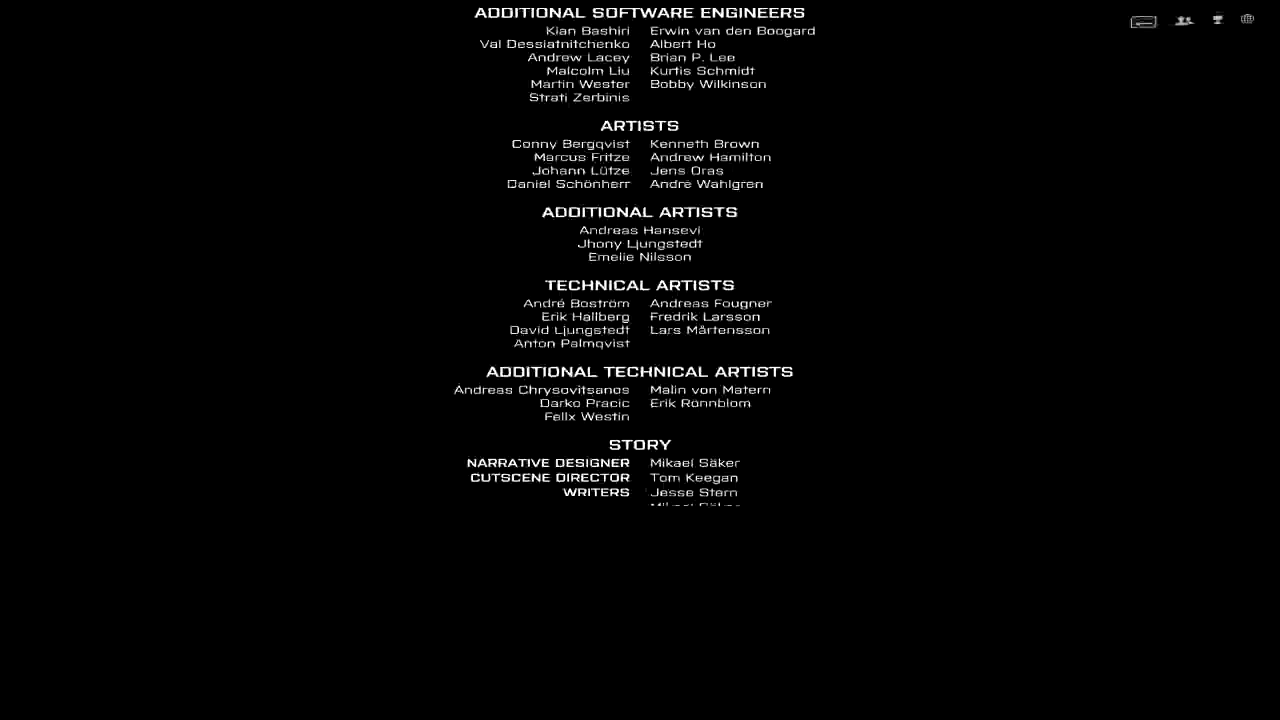 ADDITIONAL SOFTWARE ENGINEERS
Kian Bashiri Erwin van den Boogard
Val Dessiatnitchenko Albert Ho
Andrew Lacey Brian P. Lee
Malcolm Liu Kurtis Schmidt
Martin Wester Bobby Wilkinson
Strati Zerbinis
ARTISTS
Conny Bergqvist Kenneth Brown
Marcus Fritze Andrew Hamilton
Johann Lütze Jens Oras
Daniel Schönherr André Wahlgren
ADDITIONAL ARTISTS
Andreas Hansevi
Jhony Ljungstedt
Emelie Nilsson
TECHNICAL ARTISTS
André Boström Andreas Fougner
Erik Hallberg Fredrik Larsson
David Ljungstedt Lars Mårtensson
Anton Palmqvist
ADDITIONAL TECHNICAL ARTISTS
Andreas Chrysovitsanos Malin von Matern
Darko Pracic Erik Rönnblom
Felix Westin
STORY
NARRATIVE DESIGNER Mikael Säker
CUTSCENE DIRECTOR Tom Keegan
WRITERS Jesse Stern